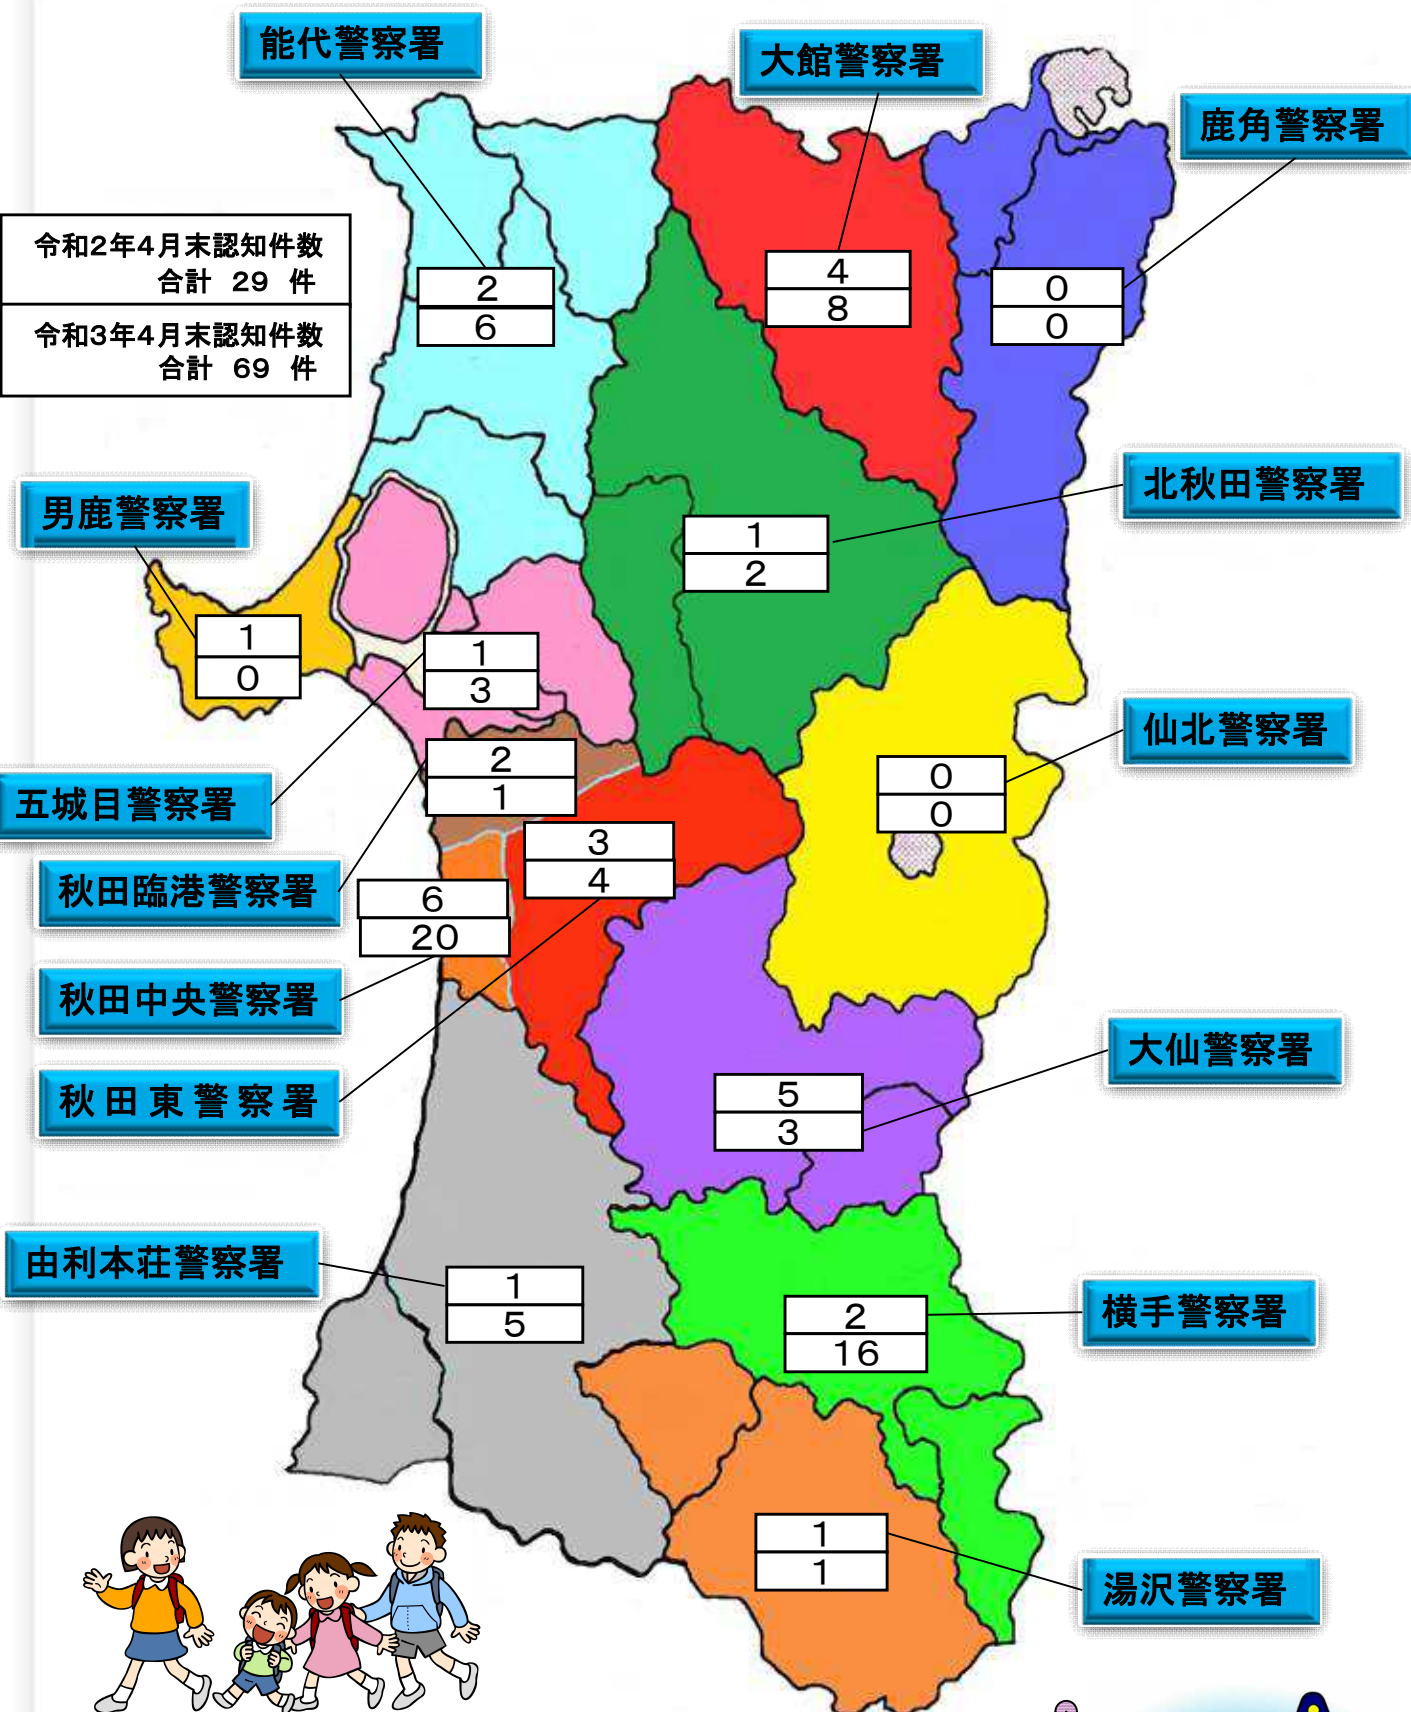 能代警察署
大館警察署
鹿角警察署
令和2年4月末認知件数
合計 29 件
令和3年4月末認知件数
合計 69 件
2
6
4
8
0
0
北秋田警察署
男鹿警察署
1
2
1
0
1
3
仙北警察署
0
0
五城目警察署
2
1
3
4
秋田臨港警察署
6
20
秋田中央警察署
大仙警察署
秋田東警察署
5
3
由利本荘警察署
1
5
横手警察署
2
16
1
1
湯沢警察署